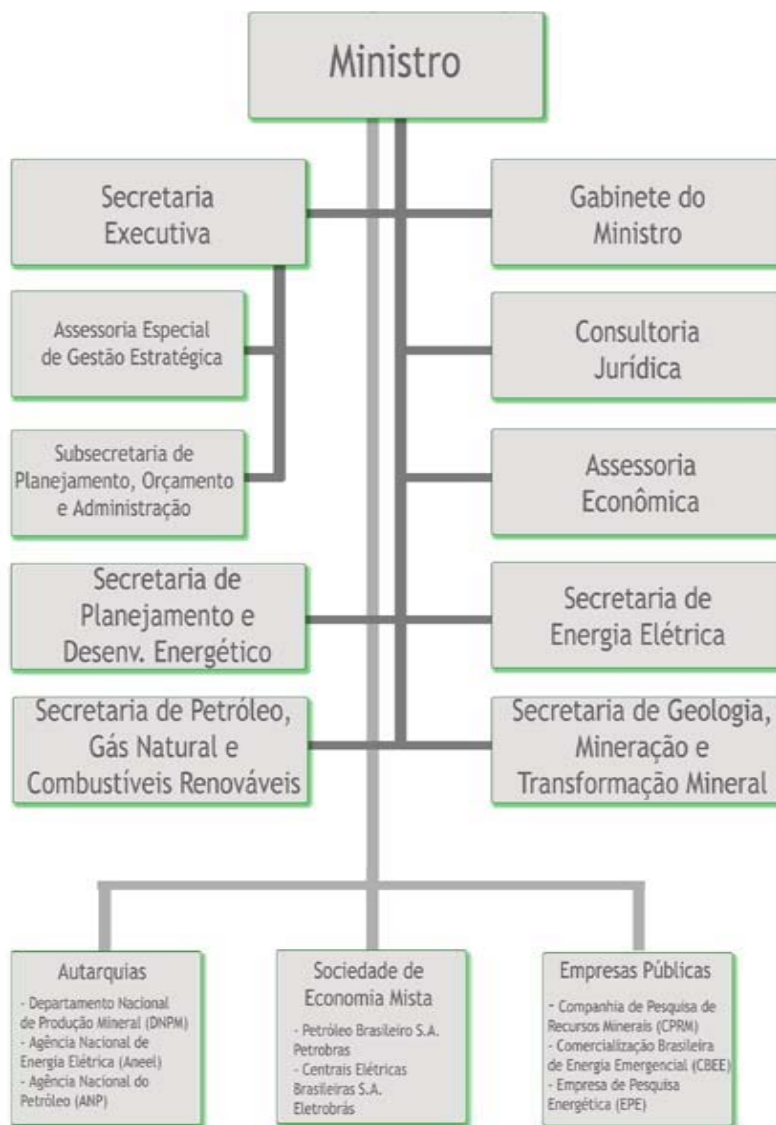 Ministro
Secretaria
Executiva
Gabinete do
Ministro
Assessoria Especial
de Gestão Estratégica
Consultoria
Jurídica
Subsecretaria de
Planejamento, Orçamento
e Administração
Assessoria
Econômica
Secretaria de
Planejamento e
Desenv. Energético
Secretaria de
Energia Elétrica
Secretaria de Petróleo,
Gás Natural e
Combustíveis Renováveis
Secretaria de Geologia,
Mineração e
Transformação Mineral
Autarquias
- Departamento Nacional
de Produção Mineral (DNPM)
- Agência Nacional de
Energia Elétrica (Aneel)
- Agência Nacional do
Petróleo (ANP)
Sociedade de
Economia Mista
- Petróleo Brasileiro S.A.
Petrobras
- Centrais Elétricas
Brasileiras S.A.
Eletrobrás
Empresas Públicas
- Companhia de Pesquisa de
Recursos Minerais (CPRM)
- Comercialização Brasileira
de Energia Emergencial (CBEE)
- Empresa de Pesquisa
Energética (EPE)